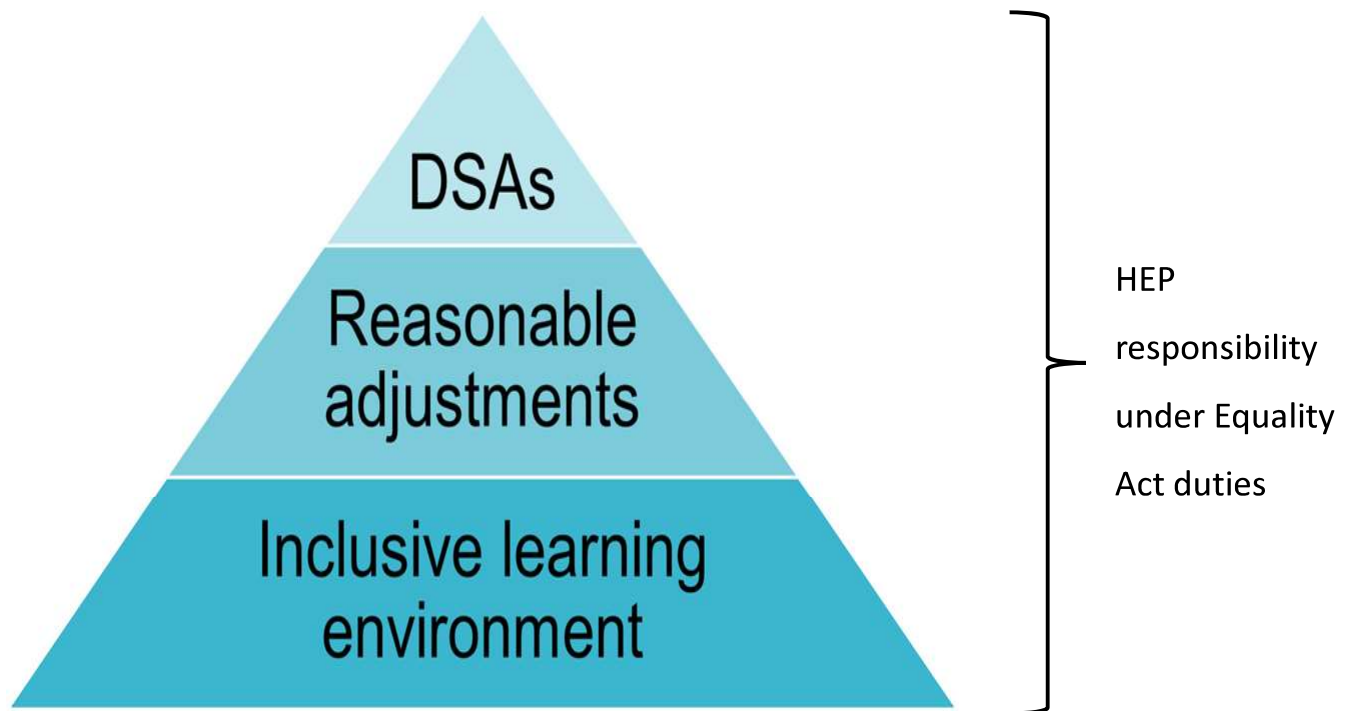 DSAs
Reasonable
adjustments
Inclusive learning
environment
HEP
responsibility
under Equality
Act duties